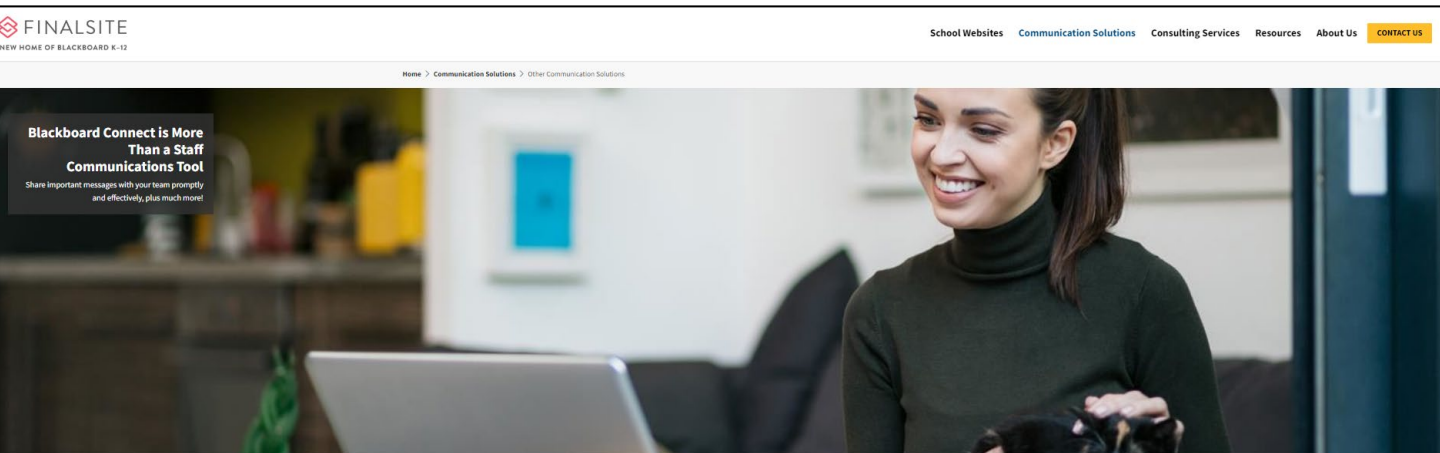 FINALSITE
NEW HOME OF BLACKBOARD K-12
School Websites Communication Solutions Consulting Services Resources About Us CONTACT US
Home > Communication Solutions > Other Communication Solutions
Blackboard Connect is More
Than a Staff
Communications Tool
Share important messages with your team promptly
and effectively, plus much more!